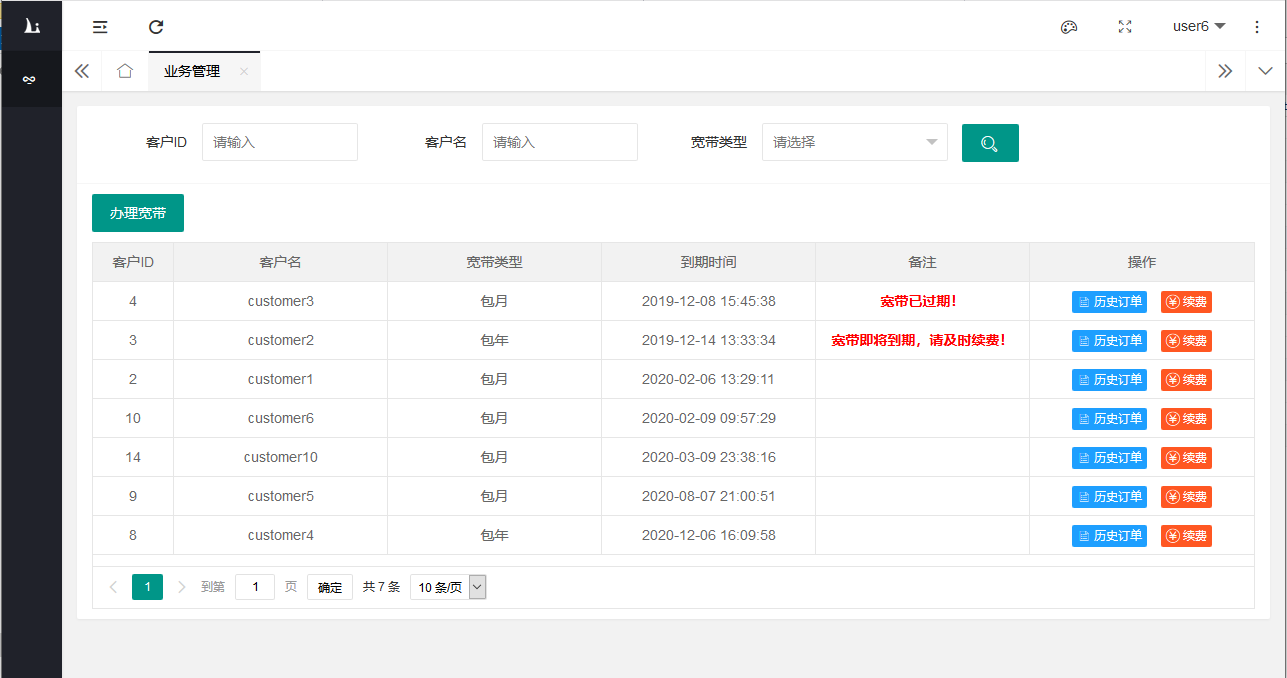 user6
业务管理
客户ID 请输入 客户名 请输入 宽带类型 请选择
办理宽带
客户ID 客户名 宽带类型 到期时间 备注 操作
4 customer3 包月 2019-12-08 15:45:38 宽带已过期! 历史订单 续费
3 customer2 包年 2019-12-14 13:33:34 宽带即将到期，请及时续费! 历史订单 续费
2 customer1 包月 2020-02-06 13:29:11 历史订单 续费
10 customer6 包月 2020-02-09 09:57:29 历史订单 续费
14 customer10 包月 2020-03-09 23:38:16 历史订单 续费
9 customer5 包月 2020-08-07 21:00:51 历史订单 续费
8 customer4 包年 2020-12-06 16:09:58 历史订单 续费
1 到第 1 页 确定 共 7 条 10 条/页